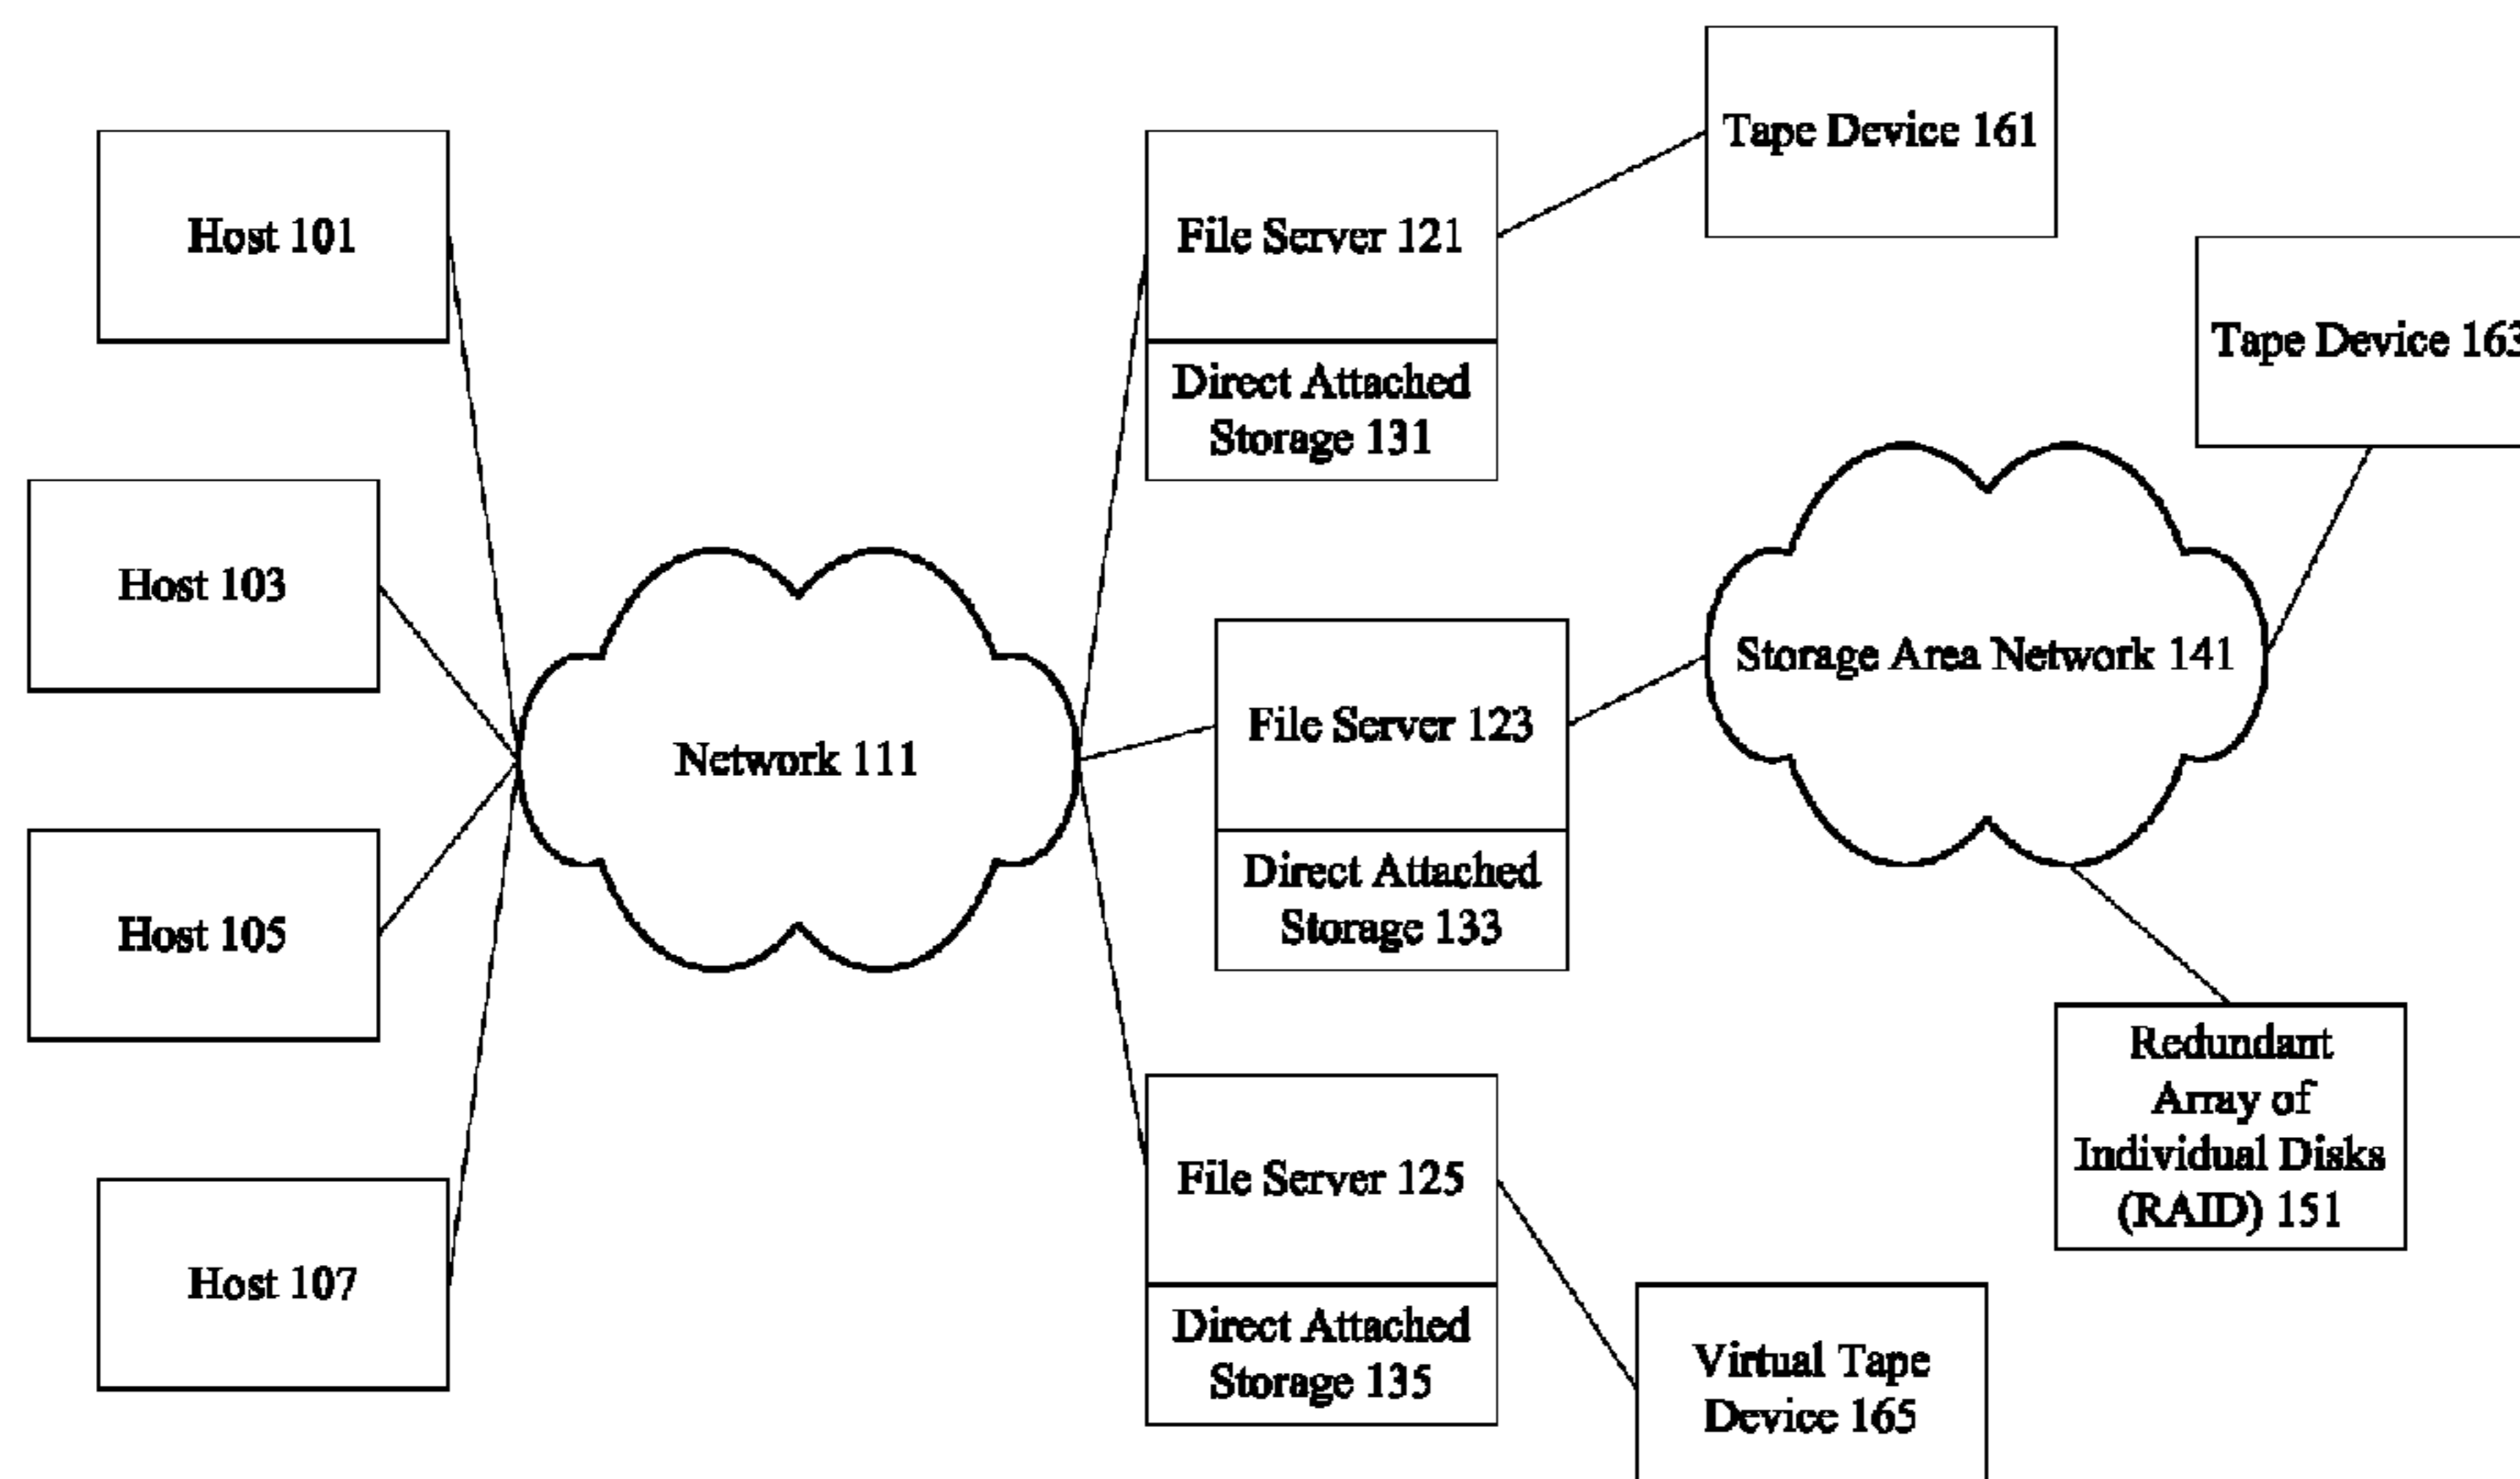 Tape Device 161
Host 101
File Server 121
Tape Device 163
Direct Attached
Storage 131
Host 103
Storage Area Network 141
File Server 123
Network 111
Direct Attached
Storage 133
Host 105
Redundant
Array of
Individual Disks
(RAID) 151
File Server 125
Host 107
Direct Attached
Storage 135
Virtual Tape
Device 165